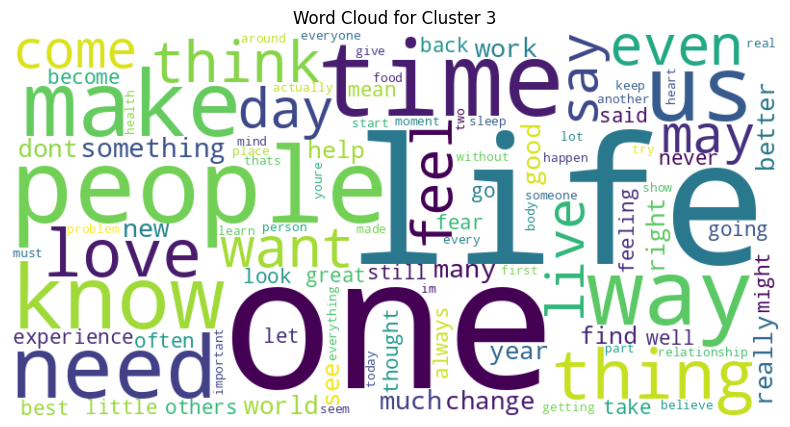 Word Cloud for Cluster 3
come
think
around
everyone
give
back
work
say
even
real
become
health
make
day
actually
mean
food
time
us
keep
heart
another
said
may
never
better
dont
something
mind
place
thats
help
start
moment
two
sleep
good
lot
happen
try
people
youre
feel
without
go
life
body
someone
show
problem
new
learn
person
made
want
fear
every
live
feeling
right
going
must
love
look
great
still
many
first
know
one
im
way
might
experience
often
important
let
everything
see
today
thought
always
year
find
well
really
need
seem
thing
part
relationship
best
little
others
world
much
change
getting
take
believe